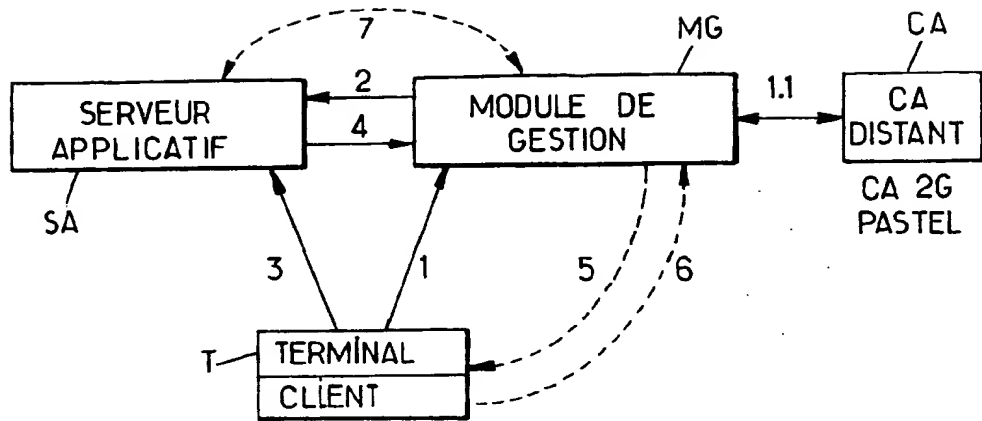 7
MG
CA
2
1.1
SERVEUR
APPLICATIF
MODULE DE
GESTION
CA
DISTANT
4
SA
CA 2G
PASTEL
3
1
5
6
T
TERMINAL
CLIENT